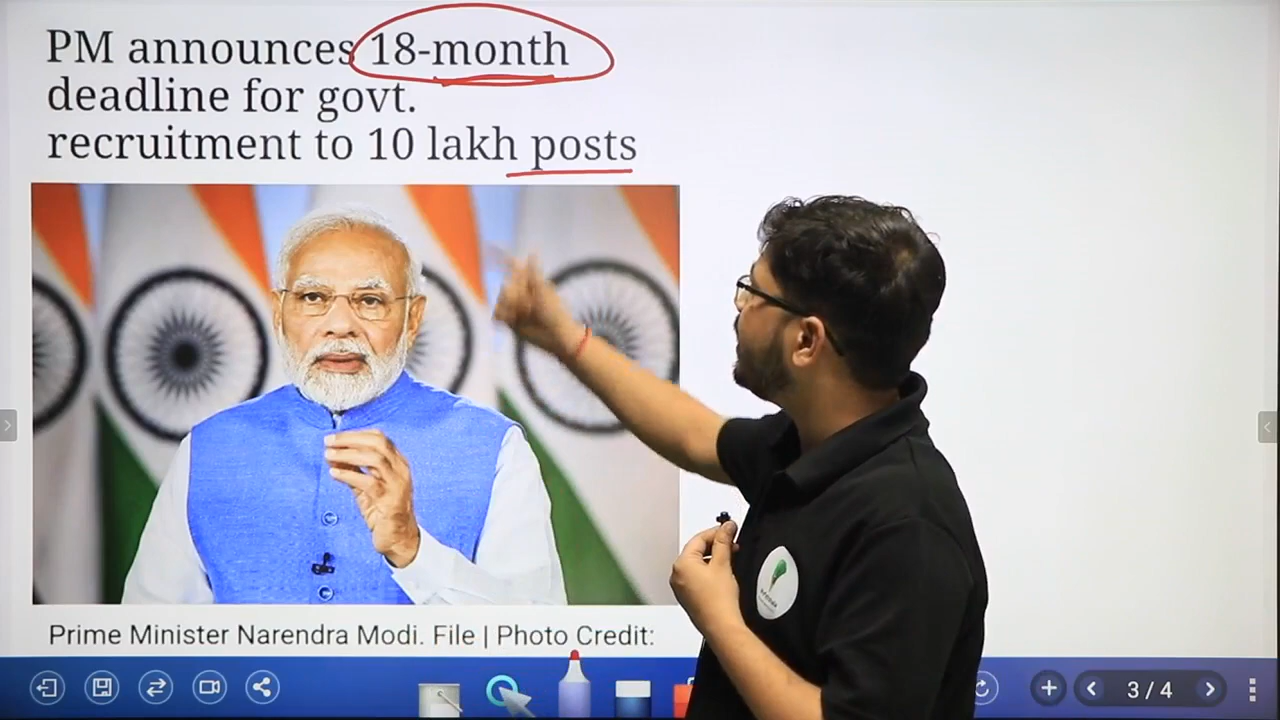 PM announces 18-month
deadline for govt.
recruitment to 10 lakh posts
Prime Minister Narendra Modi. File | Photo Credit:
3 / 4